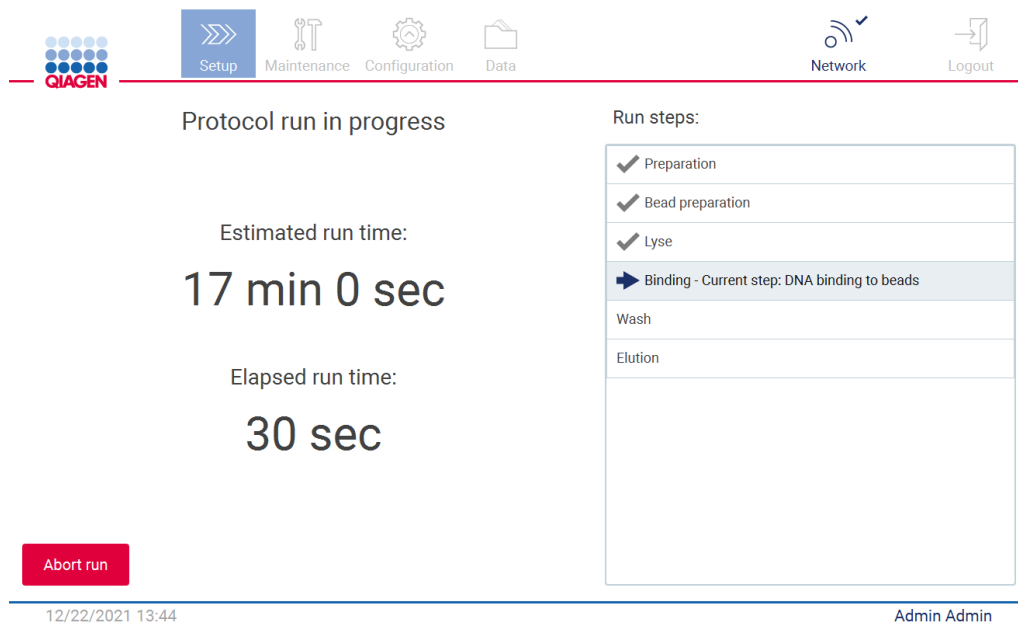 QIAGEN
Setup
Maintenance
Configuration
Data
Network
Logout
Protocol run in progress
Estimated run time:
17 min 0 sec
Elapsed run time:
30 sec
Abort run
Run steps:
Preparation
Bead preparation
Lyse
Binding - Current step: DNA binding to beads
Wash
Elution
12/22/2021 13:44
Admin Admin